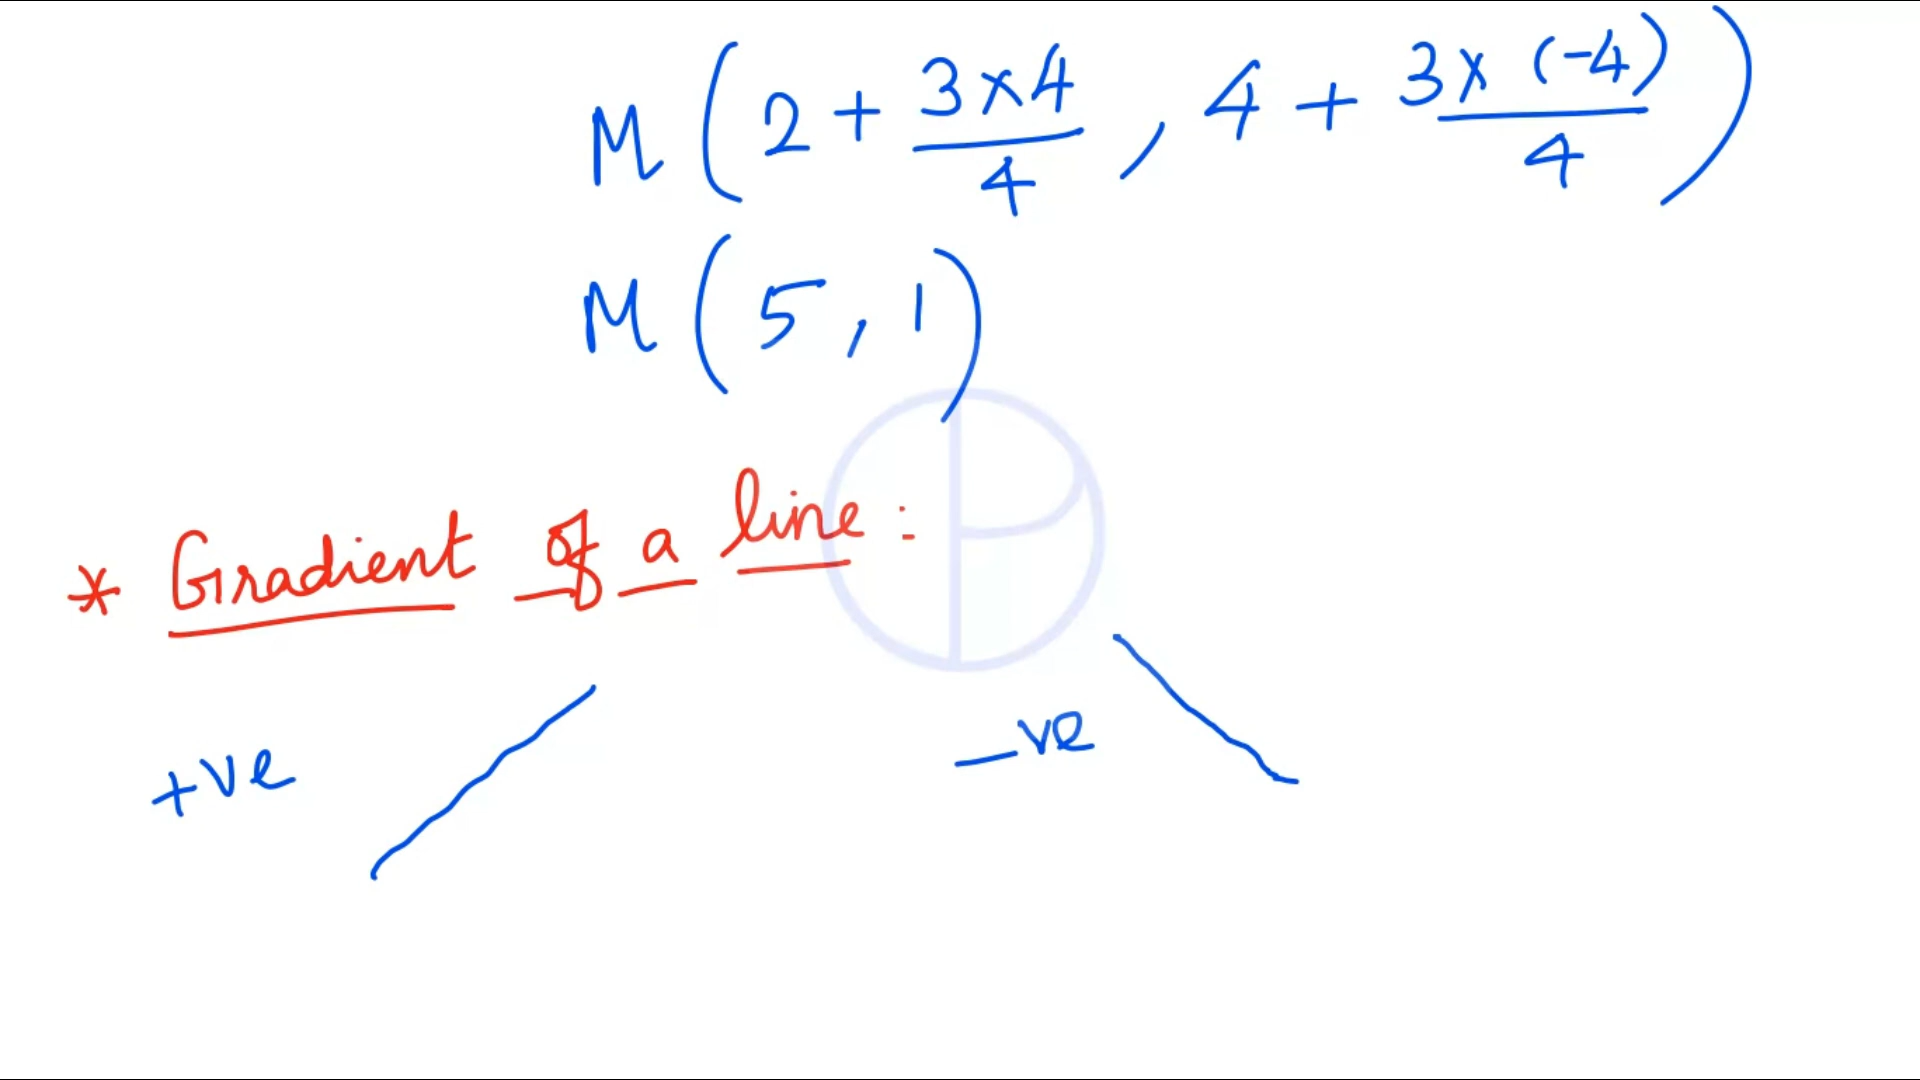 M ( 2 + 3×4/4 , 4 + 3×(-4)/4 )
M ( 5 , 1 )
* Gradient of a line :
+ve
-ve